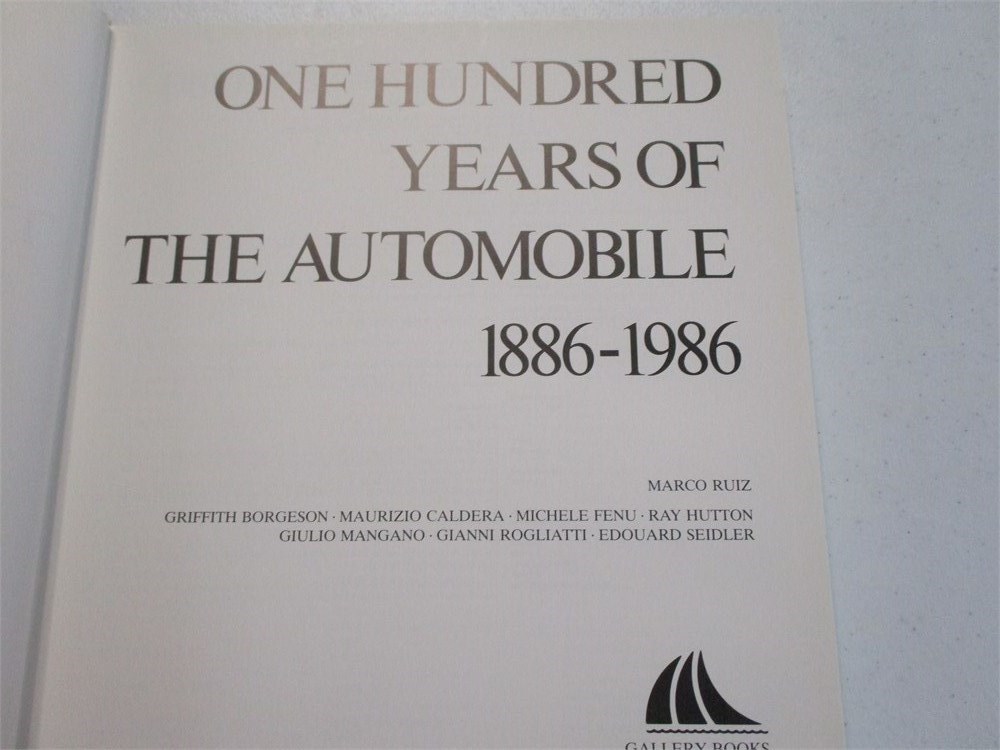 ONE HUNDRED
YEARS OF
THE AUTOMOBILE
1886-1986
MARCO RUIZ
GRIFFITH BORGESON · MAURIZIO CALDERA · MICHELE FENU · RAY HUTTON
GIULIO MANGANO · GIANNI ROGLIATTI · EDOUARD SEIDLER
GALLERY BOOKS